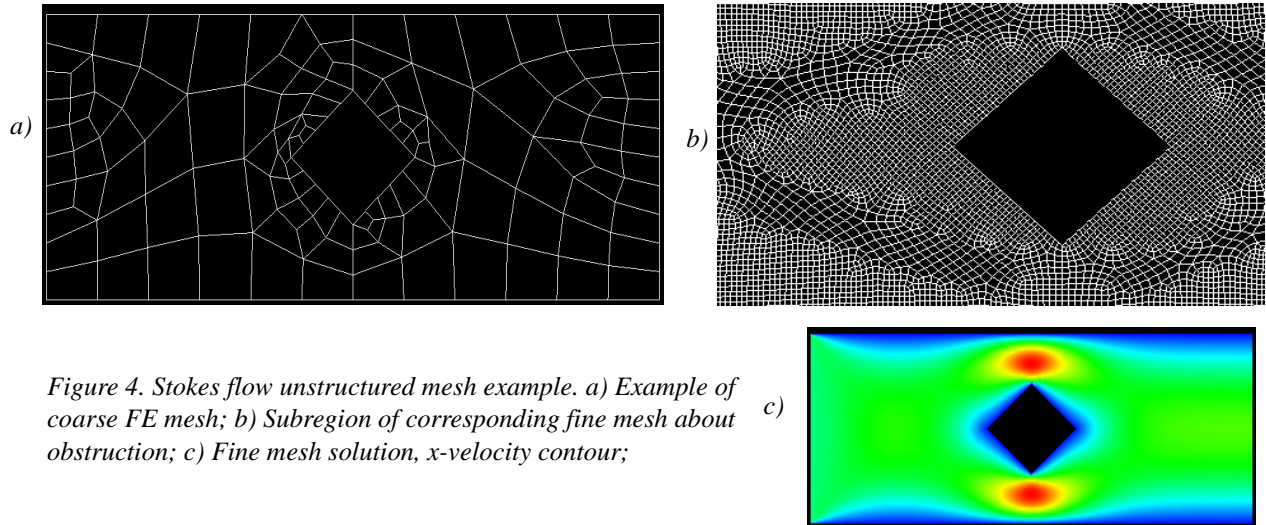 a)
b)
c)
Figure 4. Stokes flow unstructured mesh example. a) Example of
coarse FE mesh; b) Subregion of corresponding fine mesh about
obstruction; c) Fine mesh solution, x-velocity contour;